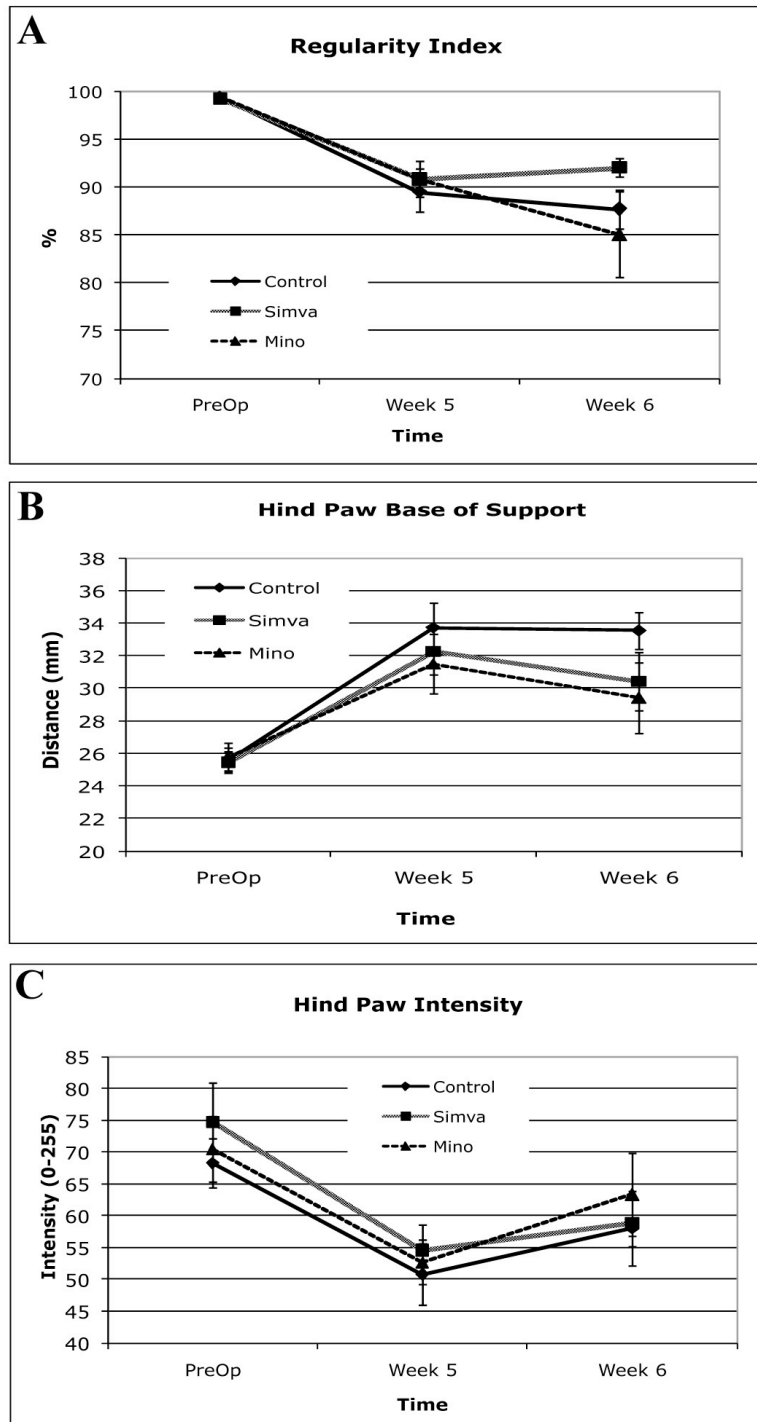 A
Regularity Index
100
95
90
85
80
75
70
%
Control
Simva
Mino
PreOp Week 5 Week 6
Time
B
Hind Paw Base of Support
38
36
34
32
30
28
26
24
22
20
Distance (mm)
Control
Simva
Mino
PreOp Week 5 Week 6
Time
C
Hind Paw Intensity
85
80
75
70
65
60
55
50
45
40
Intensity (0-255)
Control
Simva
Mino
PreOp Week 5 Week 6
Time